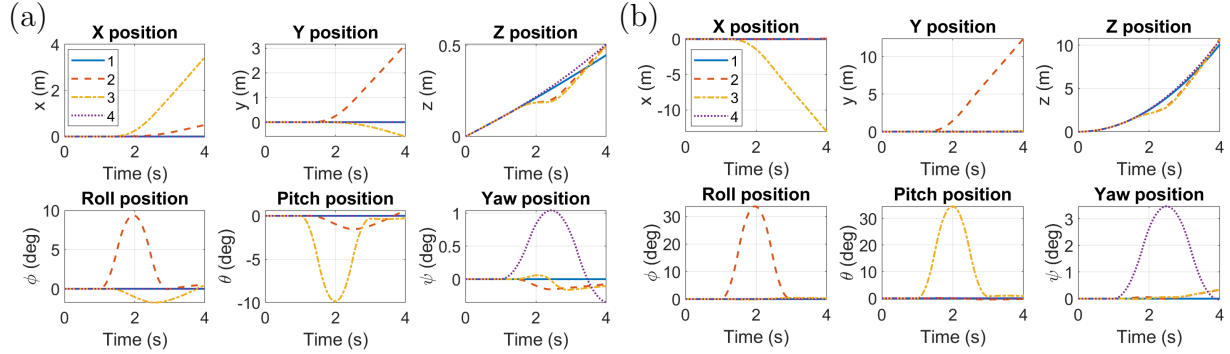 (a)
X position
Y position
Z position
x (m)
4
2
0
1
2
3
4
0 2 4
Time (s)
y (m)
3
2
1
0
0 2 4
Time (s)
z (m)
0.5
0
0 2 4
Time (s)
Roll position
Pitch position
Yaw position
ϕ (deg)
10
5
0
0 2 4
Time (s)
θ (deg)
0
-5
-10
0 2 4
Time (s)
ψ (deg)
1
0.5
0
0 2 4
Time (s)
(b)
X position
Y position
Z position
x (m)
0
-5
-10
1
2
3
4
0 2 4
Time (s)
y (m)
10
5
0
0 2 4
Time (s)
z (m)
10
5
0
0 2 4
Time (s)
Roll position
Pitch position
Yaw position
ϕ (deg)
30
20
10
0
0 2 4
Time (s)
θ (deg)
30
20
10
0
0 2 4
Time (s)
ψ (deg)
3
2
1
0
0 2 4
Time (s)